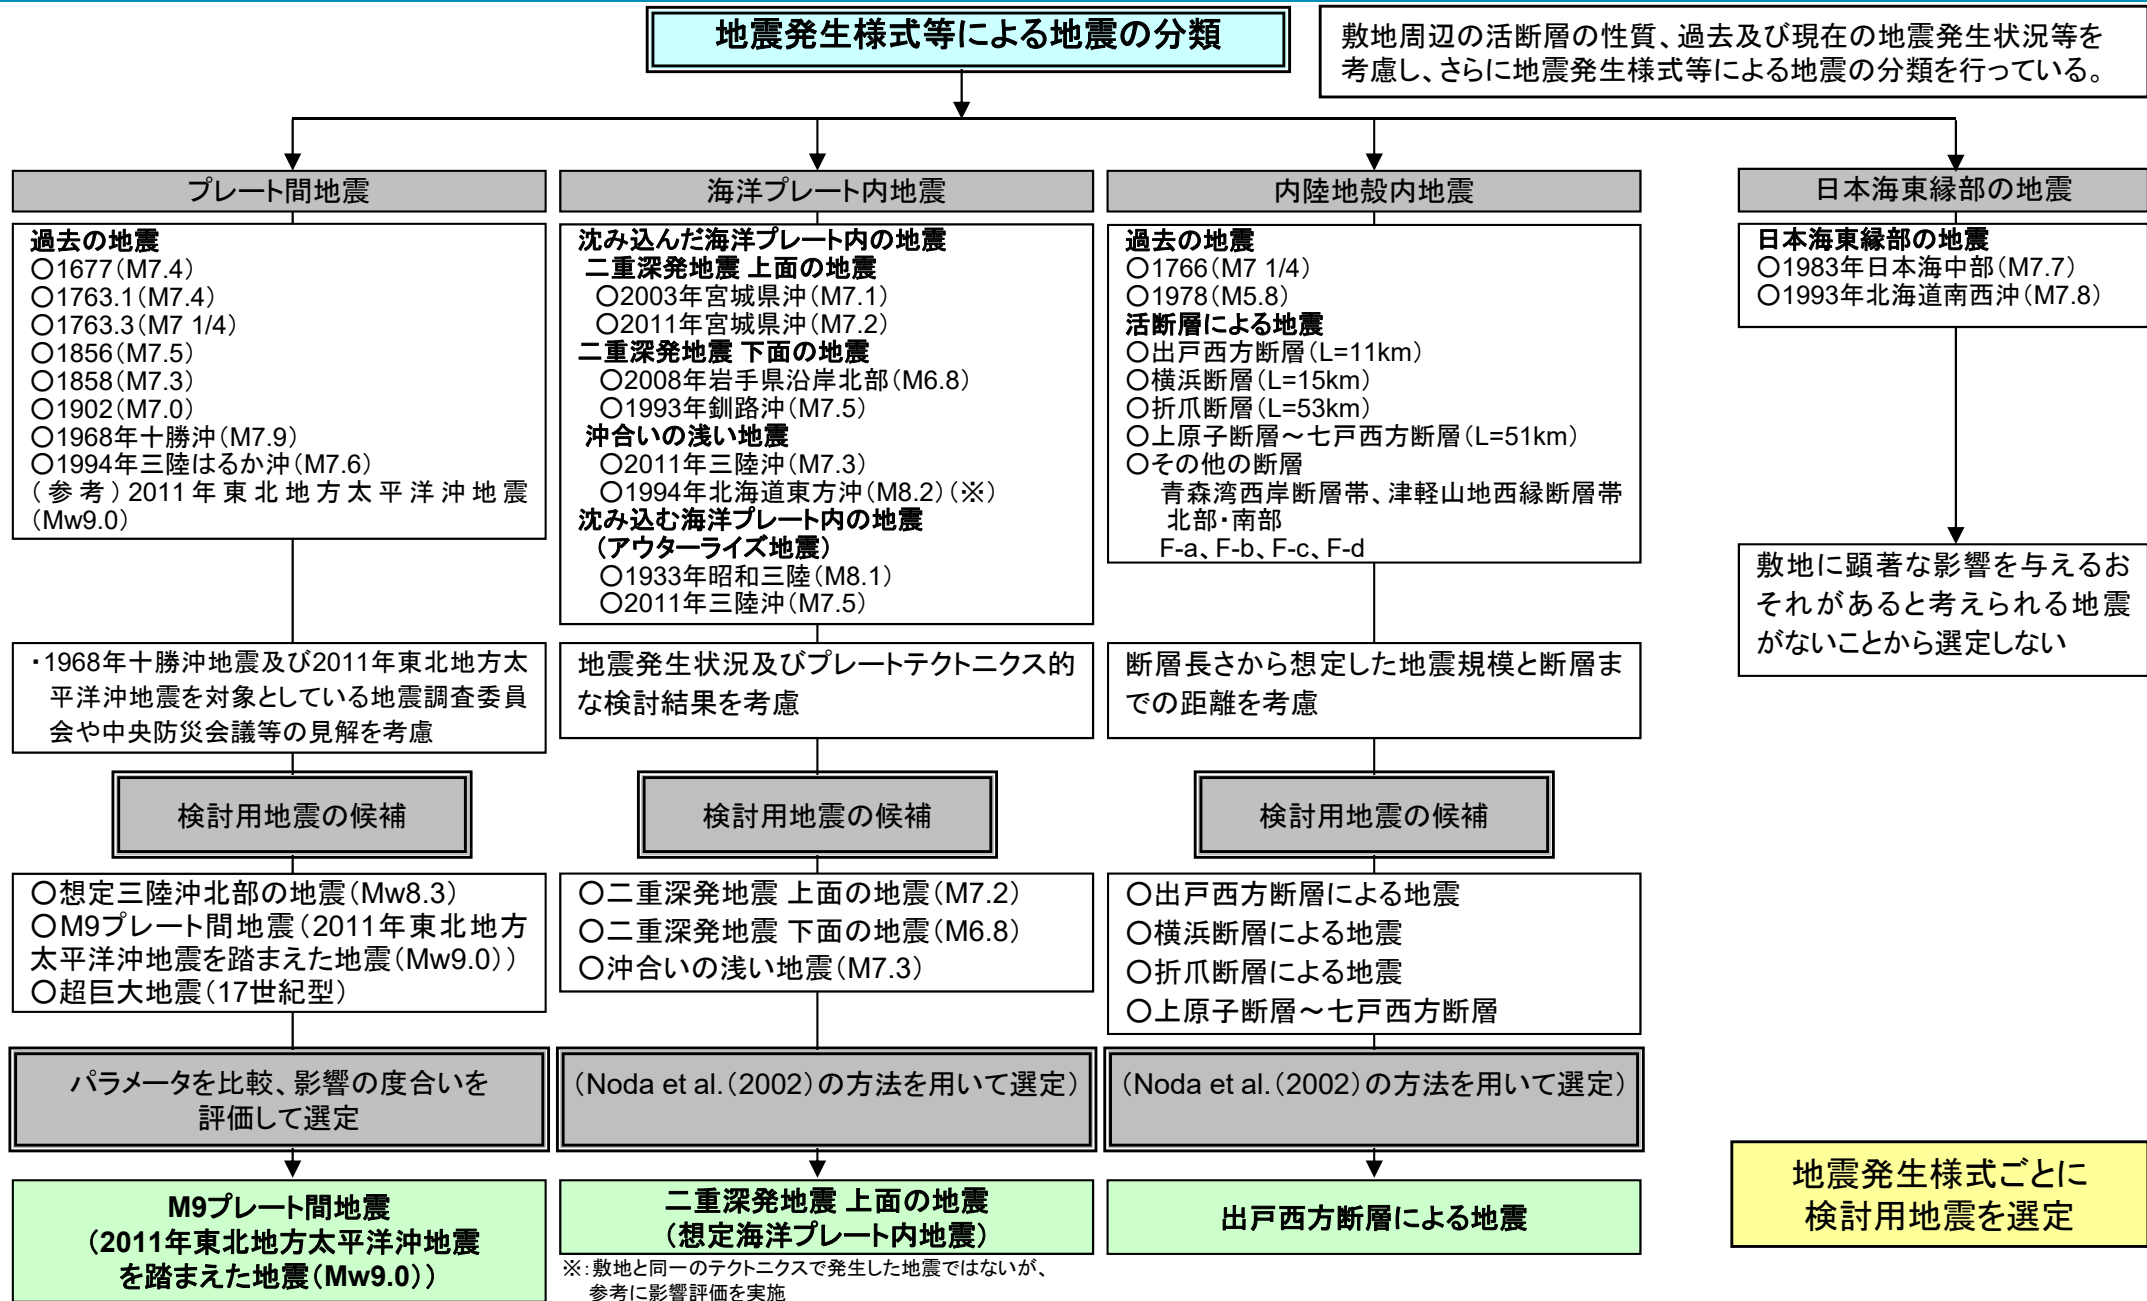 地震発生様式等による地震の分類
敷地周辺の活断層の性質、過去及び現在の地震発生状況等を
考慮し、さらに地震発生様式等による地震の分類を行っている。
プレート間地震
過去の地震
○1677(M7.4)
○1763.1(M7.4)
○1763.3(M7 1/4)
○1856(M7.5)
○1858(M7.3)
○1902(M7.0)
○1968年十勝沖(M7.9)
○1994年三陸はるか沖(M7.6)
(参考)2011年東北地方太平洋沖地震
(Mw9.0)
・1968年十勝沖地震及び2011年東北地方太
平洋沖地震を対象としている地震調査委員
会や中央防災会議等の見解を考慮
検討用地震の候補
○想定三陸沖北部の地震(Mw8.3)
○M9プレート間地震(2011年東北地方
太平洋沖地震を踏まえた地震(Mw9.0))
○超巨大地震(17世紀型)
パラメータを比較、影響の度合いを
評価して選定
M9プレート間地震
(2011年東北地方太平洋沖地震
を踏まえた地震(Mw9.0))
海洋プレート内地震
沈み込んだ海洋プレート内の地震
二重深発地震 上面の地震
○2003年宮城県沖(M7.1)
○2011年宮城県沖(M7.2)
二重深発地震 下面の地震
○2008年岩手県沿岸北部(M6.8)
○1993年釧路沖(M7.5)
沖合いの浅い地震
○2011年三陸沖(M7.3)
○1994年北海道東方沖(M8.2)(※)
沈み込む海洋プレート内の地震
(アウターライズ地震)
○1933年昭和三陸(M8.1)
○2011年三陸沖(M7.5)
地震発生状況及びプレートテクトニクス的
な検討結果を考慮
検討用地震の候補
○二重深発地震 上面の地震(M7.2)
○二重深発地震 下面の地震(M6.8)
○沖合いの浅い地震(M7.3)
(Noda et al.(2002)の方法を用いて選定)
二重深発地震 上面の地震
(想定海洋プレート内地震)
※:敷地と同一のテクトニクスで発生した地震ではないが、
参考に影響評価を実施
内陸地殻内地震
過去の地震
○1766(M7 1/4)
○1978(M5.8)
活断層による地震
○出戸西方断層(L=11km)
○横浜断層(L=15km)
○折爪断層(L=53km)
○上原子断層～七戸西方断層(L=51km)
○その他の断層
青森湾西岸断層帯、津軽山地西縁断層帯
北部・南部
F-a、F-b、F-c、F-d
断層長さから想定した地震規模と断層ま
での距離を考慮
検討用地震の候補
○出戸西方断層による地震
○横浜断層による地震
○折爪断層による地震
○上原子断層～七戸西方断層
(Noda et al.(2002)の方法を用いて選定)
出戸西方断層による地震
日本海東縁部の地震
日本海東縁部の地震
○1983年日本海中部(M7.7)
○1993年北海道南西沖(M7.8)
敷地に顕著な影響を与えるお
それがあると考えられる地震
がないことから選定しない
地震発生様式ごとに
検討用地震を選定